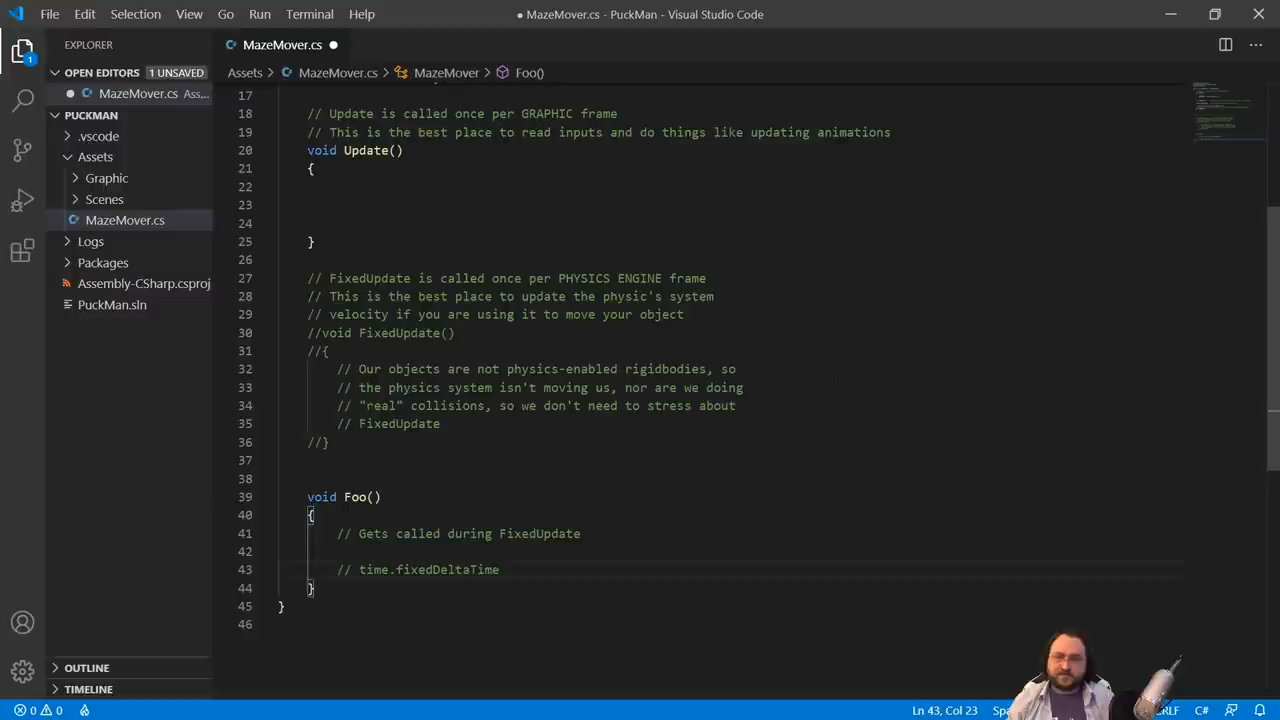 File Edit Selection View Go Run Terminal Help
● MazeMover.cs - PuckMan - Visual Studio Code
EXPLORER
MazeMover.cs
OPEN EDITORS 1 UNSAVED
Assets > MazeMover.cs > MazeMover > Foo()
● MazeMover.cs Ass...
PUCKMAN
.vscode
Assets
Graphic
Scenes
MazeMover.cs
Logs
Packages
Assembly-CSharp.csproj
PuckMan.sln
OUTLINE
TIMELINE
1
17
18 // Update is called once per GRAPHIC frame
19 // This is the best place to read inputs and do things like updating animations
20 void Update()
21 {
22
23
24
25 }
26
27 // FixedUpdate is called once per PHYSICS ENGINE frame
28 // This is the best place to update the physic's system
29 // velocity if you are using it to move your object
30 //void FixedUpdate()
31 //{
32 // Our objects are not physics-enabled rigidbodies, so
33 // the physics system isn't moving us, nor are we doing
34 // "real" collisions, so we don't need to stress about
35 // FixedUpdate
36 //}
37
38
39 void Foo()
40 {
41 // Gets called during FixedUpdate
42
43 // time.fixedDeltaTime
44 }
45 }
46
0 0 Ln 43, Col 23 C#